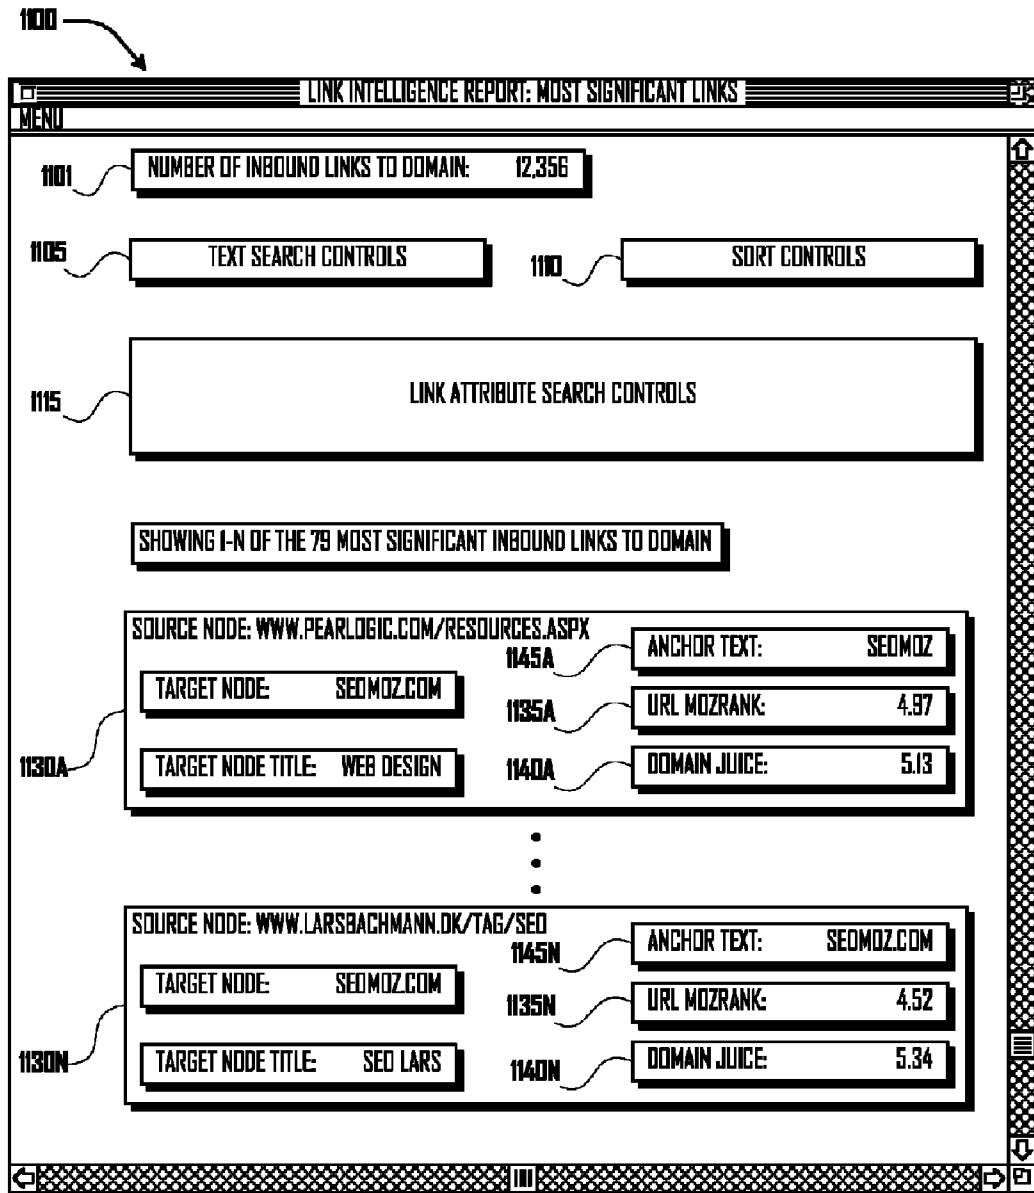 1100
LINK INTELLIGENCE REPORT: MOST SIGNIFICANT LINKS
MENU
1101
NUMBER OF INBOUND LINKS TO DOMAIN: 12,356
1105
TEXT SEARCH CONTROLS
1110
SORT CONTROLS
1115
LINK ATTRIBUTE SEARCH CONTROLS
SHOWING 1-N OF THE 79 MOST SIGNIFICANT INBOUND LINKS TO DOMAIN
SOURCE NODE: WWW.PEARLOGIC.COM/RESOURCES.ASPX
1145A
ANCHOR TEXT: SEOMOZ
TARGET NODE: SEOMOZ.COM
1135A
URL MOZRANK: 4.97
1130A
TARGET NODE TITLE: WEB DESIGN
1140A
DOMAIN JUICE: 5.13
SOURCE NODE: WWW.LARSBACHMANN.DK/TAG/SEO
1145N
ANCHOR TEXT: SEOMOZ.COM
TARGET NODE: SEOMOZ.COM
1135N
URL MOZRANK: 4.52
1130N
TARGET NODE TITLE: SEO LARS
1140N
DOMAIN JUICE: 5.34